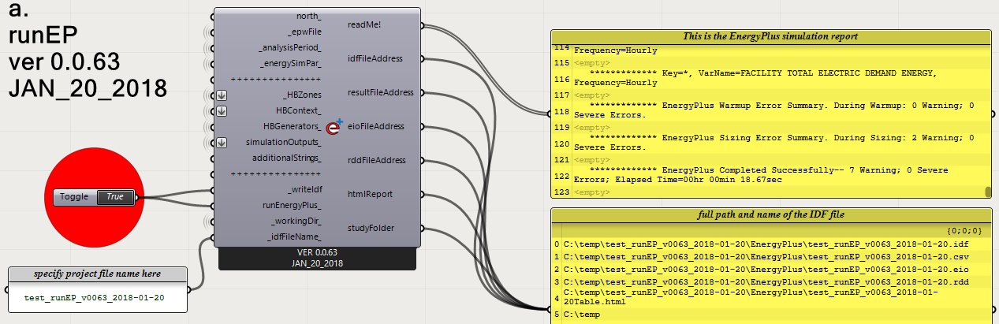 a.
runEP
ver 0.0.63
JAN_20_2018
Toggle True
specify project file name here
test_runEP_v0063_2018-01-20
north_
_epwFile
_analysisPeriod_
_energySimPar_
+++++++++++++++
_HBZones
HBContext_
HBGenerators_
simulationOutputs_
additionalStrings_
+++++++++++++++
_writeIdf
runEnergyPlus_
_workingDir_
_idfFileName_
readMe!
idfFileAddress
resultFileAddress
eioFileAddress
rddFileAddress
htmlReport
studyFolder
e+
VER 0.0.63
JAN_20_2018
This is the EnergyPlus simulation report
114
Frequency=Hourly
115 <empty>
116 ************* Key=*, VarName=FACILITY TOTAL ELECTRIC DEMAND ENERGY,
Frequency=Hourly
117 <empty>
118 ************* EnergyPlus Warmup Error Summary. During Warmup: 0 Warning; 0
Severe Errors.
119 <empty>
120 ************* EnergyPlus Sizing Error Summary. During Sizing: 2 Warning; 0
Severe Errors.
121 <empty>
122 ************* EnergyPlus Completed Successfully-- 7 Warning; 0 Severe
Errors; Elapsed Time=00hr 00min 18.67sec
123 <empty>
full path and name of the IDF file
{0;0;0}
0 C:\temp\test_runEP_v0063_2018-01-20\EnergyPlus\test_runEP_v0063_2018-01-20.idf
1 C:\temp\test_runEP_v0063_2018-01-20\EnergyPlus\test_runEP_v0063_2018-01-20.csv
2 C:\temp\test_runEP_v0063_2018-01-20\EnergyPlus\test_runEP_v0063_2018-01-20.eio
3 C:\temp\test_runEP_v0063_2018-01-20\EnergyPlus\test_runEP_v0063_2018-01-20.rdd
4 C:\temp\test_runEP_v0063_2018-01-20\EnergyPlus\test_runEP_v0063_2018-01-
20Table.html
5 C:\temp